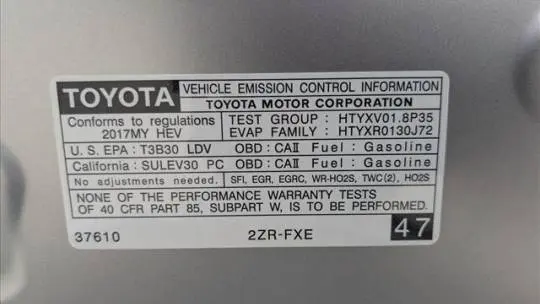 TOYOTA VEHICLE EMISSION CONTROL INFORMATION
TOYOTA MOTOR CORPORATION
Conforms to regulations
2017MY HEV
TEST GROUP : HTYXV01.8P35
EVAP FAMILY : HTYXR0130J72
U.S. EPA : T3B30 LDV OBD: CAII Fuel : Gasoline
California : SULEV30 PC OBD: CAII Fuel : Gasoline
No adjustments needed. SFI, EGR, EGRC, WR-HO2S, TWC(2), HO2S
NONE OF THE PERFORMANCE WARRANTY TESTS
OF 40 CFR PART 85, SUBPART W, IS TO BE PERFORMED.
37610 2ZR-FXE 47